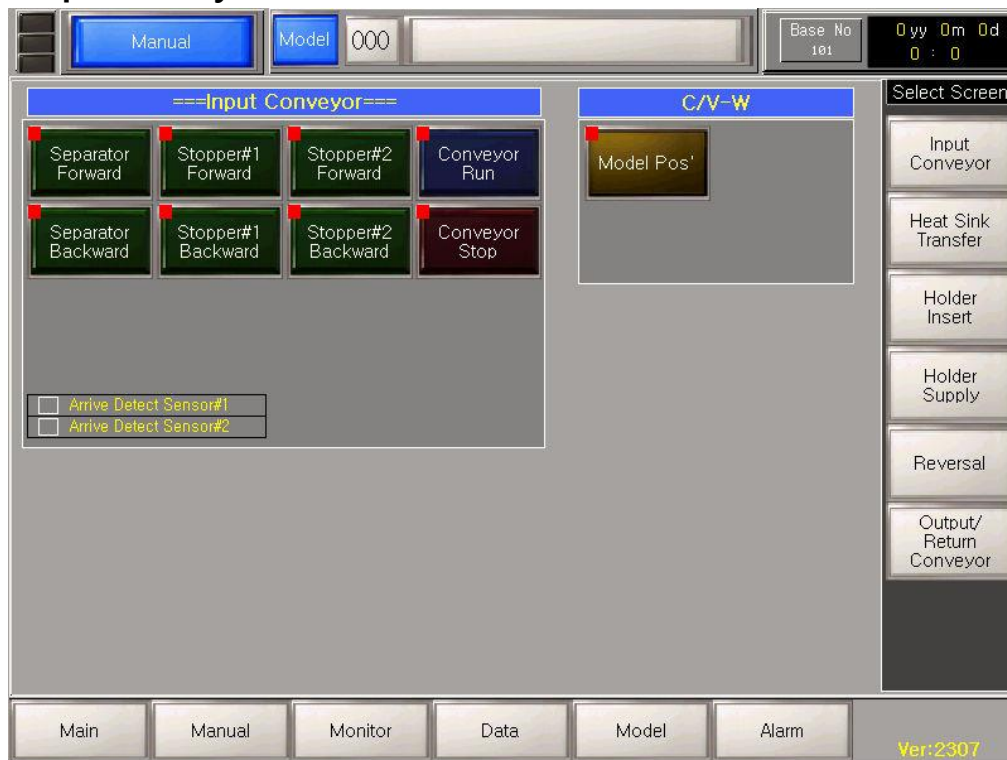 Manual
Model 000
Base No
101
0 yy 0m 0d
0 : 0
===Input Conveyor===
C/V-W
Select Screen
Separator
Forward
Stopper#1
Forward
Stopper#2
Forward
Conveyor
Run
Model Pos'
Separator
Backward
Stopper#1
Backward
Stopper#2
Backward
Conveyor
Stop
Arrive Detect Sensor#1
Arrive Detect Sensor#2
Input
Conveyor
Heat Sink
Transfer
Holder
Insert
Holder
Supply
Reversal
Output/
Return
Conveyor
Main
Manual
Monitor
Data
Model
Alarm
Ver:2307